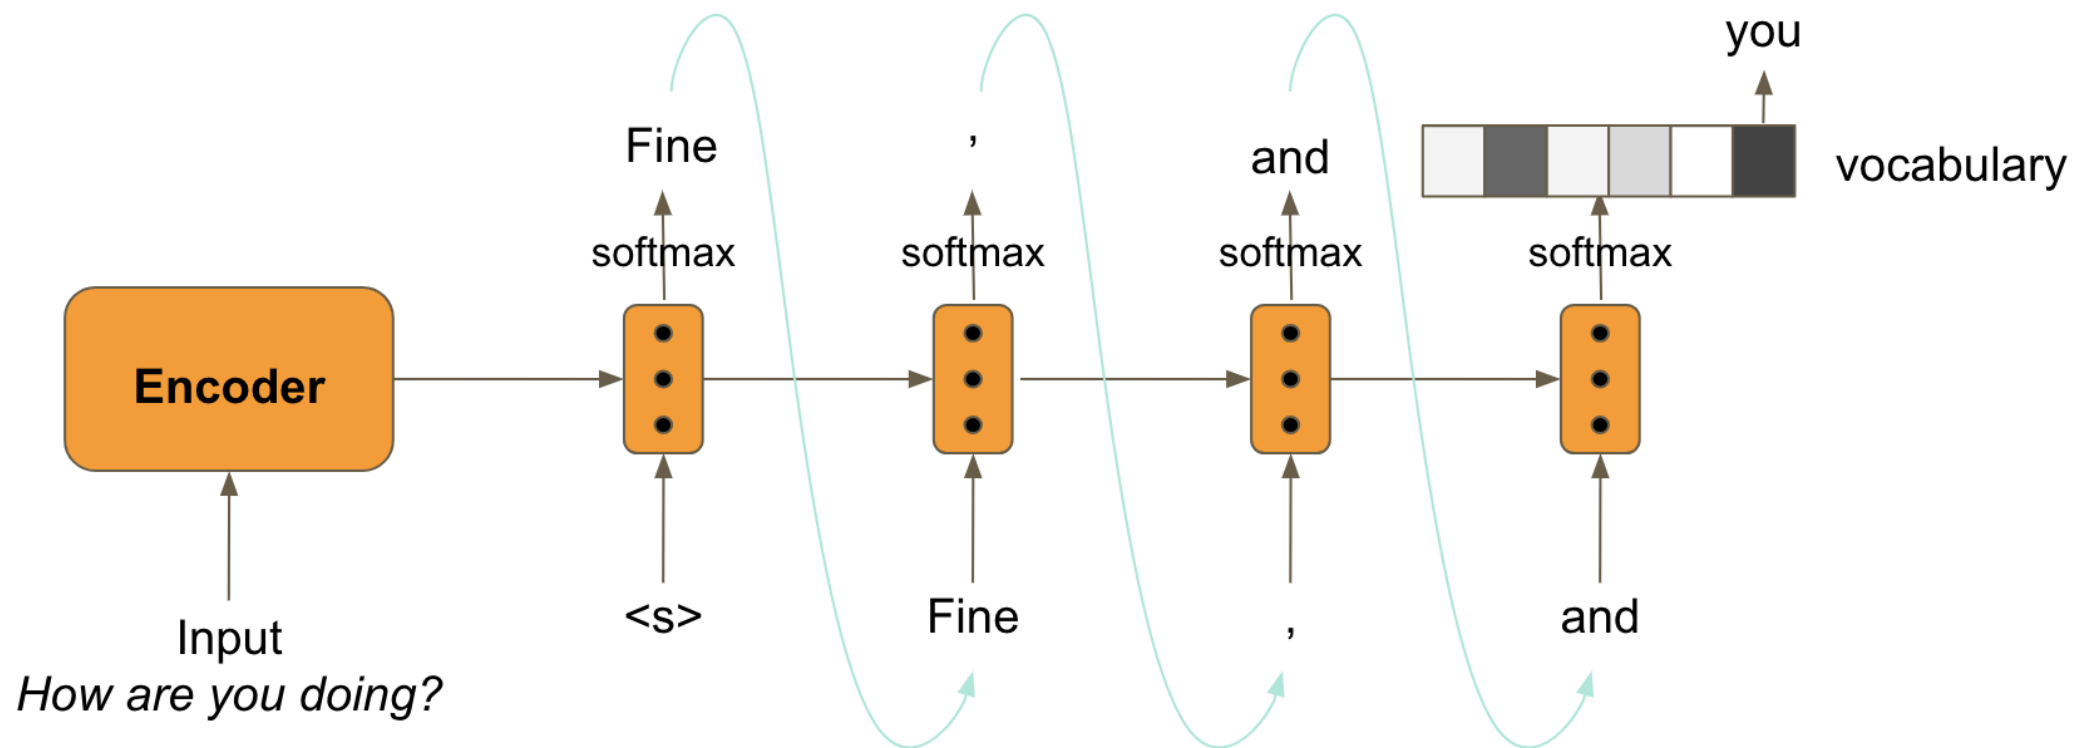 you
Fine
,
and
vocabulary
softmax
softmax
softmax
softmax
Encoder
<s>
Fine
,
and
Input
How are you doing?